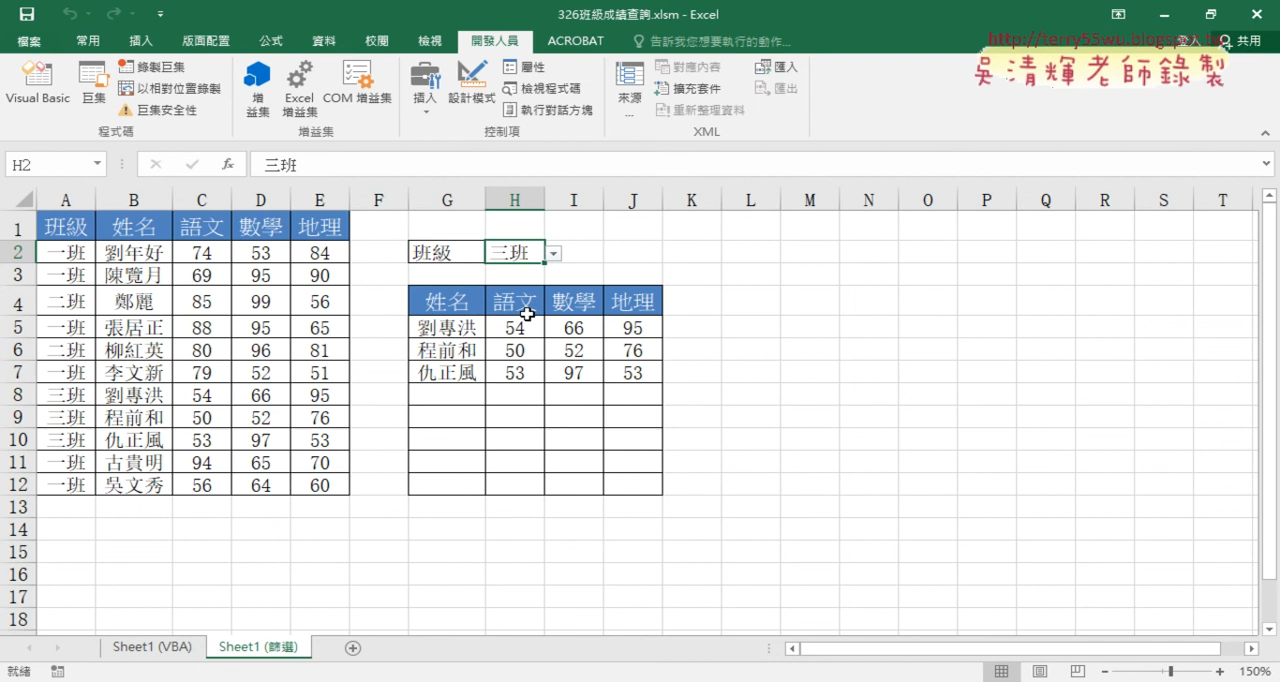 326班級成績查詢.xlsm - Excel
檔案 常用 插入 版面配置 公式 資料 校閱 檢視 開發人員 ACROBAT 告訴我您想要執行的動作... 登入 共用
http://terry55wu.blogspot.tw
吳清輝老師錄製
Visual Basic 巨集 錄製巨集 以相對位置錄製 巨集安全性 增益集 Excel 增益集 COM 增益集 插入 設計模式 屬性 檢視程式碼 執行對話方塊 來源 ... 對應內容 擴充套件 重新整理資料 匯入 匯出
程式碼 增益集 控制項 XML
H2 fx 三班
A B C D E F G H I J K L M N O P Q R S T
1 班級 姓名 語文 數學 地理
2 一班 劉年好 74 53 84 班級 三班
3 一班 陳覽月 69 95 90
4 二班 鄭麗 85 99 56 姓名 語文 數學 地理
5 一班 張居正 88 95 65 劉專洪 54 66 95
6 二班 柳紅英 80 96 81 程前和 50 52 76
7 一班 李文新 79 52 51 仇正風 53 97 53
8 三班 劉專洪 54 66 95
9 三班 程前和 50 52 76
10 三班 仇正風 53 97 53
11 一班 古貴明 94 65 70
12 一班 吳文秀 56 64 60
13
14
15
16
17
18
Sheet1 (VBA) Sheet1 (篩選)
就緒 150%